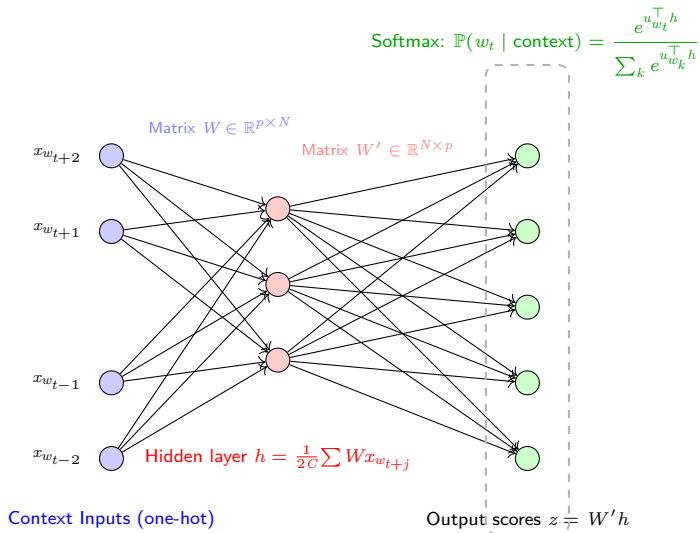 Softmax: ℙ(w_t | context) = e^{u_{w_t}^⊤ h} / ∑_k e^{u_{w_k}^⊤ h}
Matrix W ∈ ℝ^{p×N}
Matrix W′ ∈ ℝ^{N×p}
x_{w_{t+2}}
x_{w_{t+1}}
x_{w_{t−1}}
x_{w_{t−2}}
Hidden layer h = \frac{1}{2C} ∑ W x_{w_{t+j}}
Context Inputs (one-hot)
Output scores z = W′h